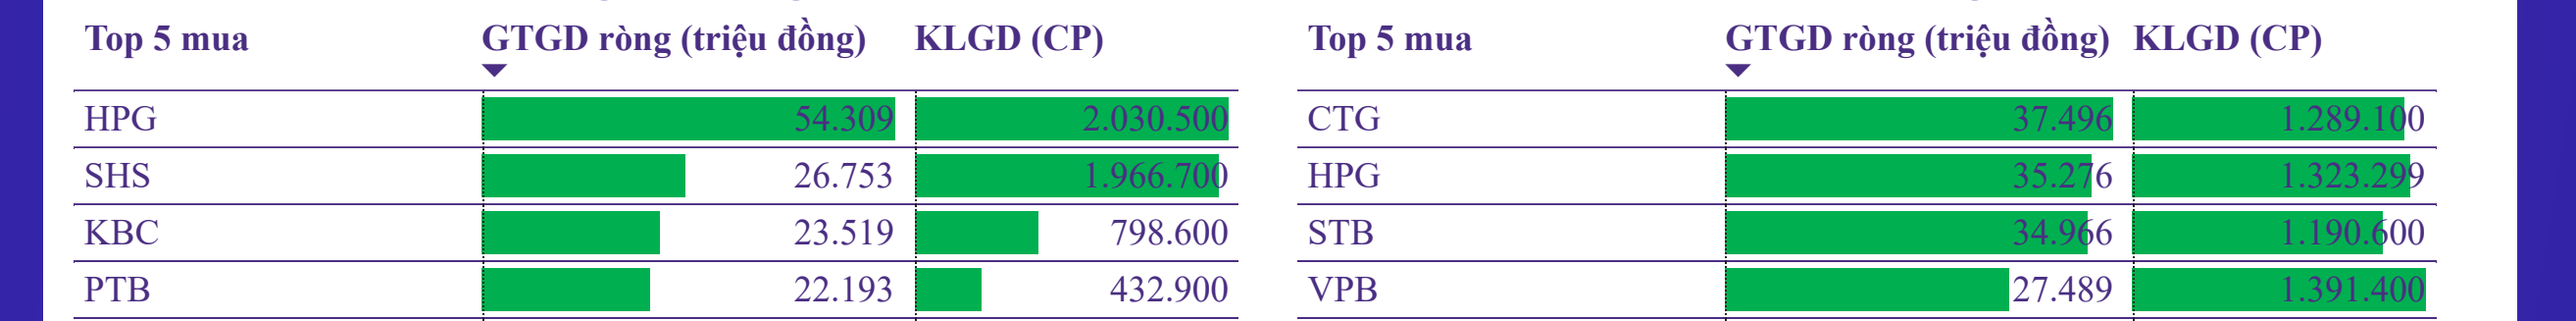 Top 5 mua GTGD ròng (triệu đồng) KLGD (CP)
HPG 54.309 2.030.500
SHS 26.753 1.966.700
KBC 23.519 798.600
PTB 22.193 432.900
Top 5 mua GTGD ròng (triệu đồng) KLGD (CP)
CTG 37.496 1.289.100
HPG 35.276 1.323.299
STB 34.966 1.190.600
VPB 27.489 1.391.400